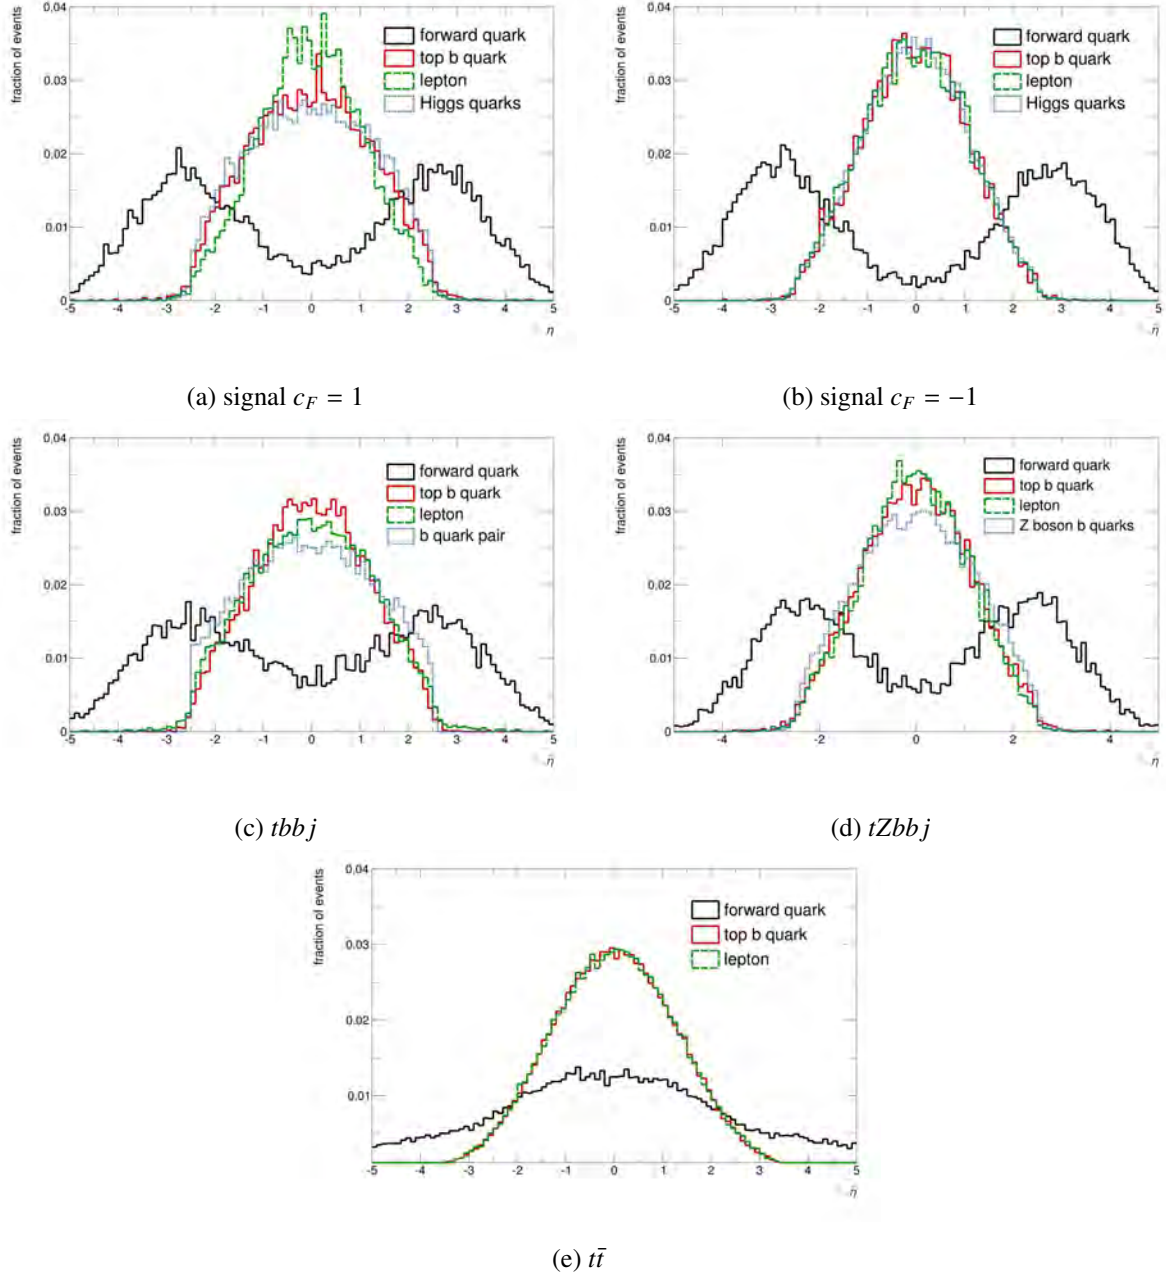 fraction of events
0.04
0.03
0.02
0.01
0
-5 -4 -3 -2 -1 0 1 2 3 4 5
η
forward quark
top b quark
lepton
Higgs quarks
(a) signal c_F = 1
fraction of events
0.04
0.03
0.02
0.01
0
-4 -2 0 2 4
η
forward quark
top b quark
lepton
Higgs quarks
(b) signal c_F = −1
fraction of events
0.04
0.03
0.02
0.01
0
-5 -4 -3 -2 -1 0 1 2 3 4 5
η
forward quark
top b quark
lepton
b quark pair
(c) tbbj
fraction of events
0.04
0.03
0.02
0.01
0
-4 -2 0 2 4
η
forward quark
top b quark
lepton
Z boson b quarks
(d) tZbbj
fraction of events
0.04
0.03
0.02
0.01
-5 -4 -3 -2 -1 0 1 2 3 4 5
η
forward quark
top b quark
lepton
(e) tt̄